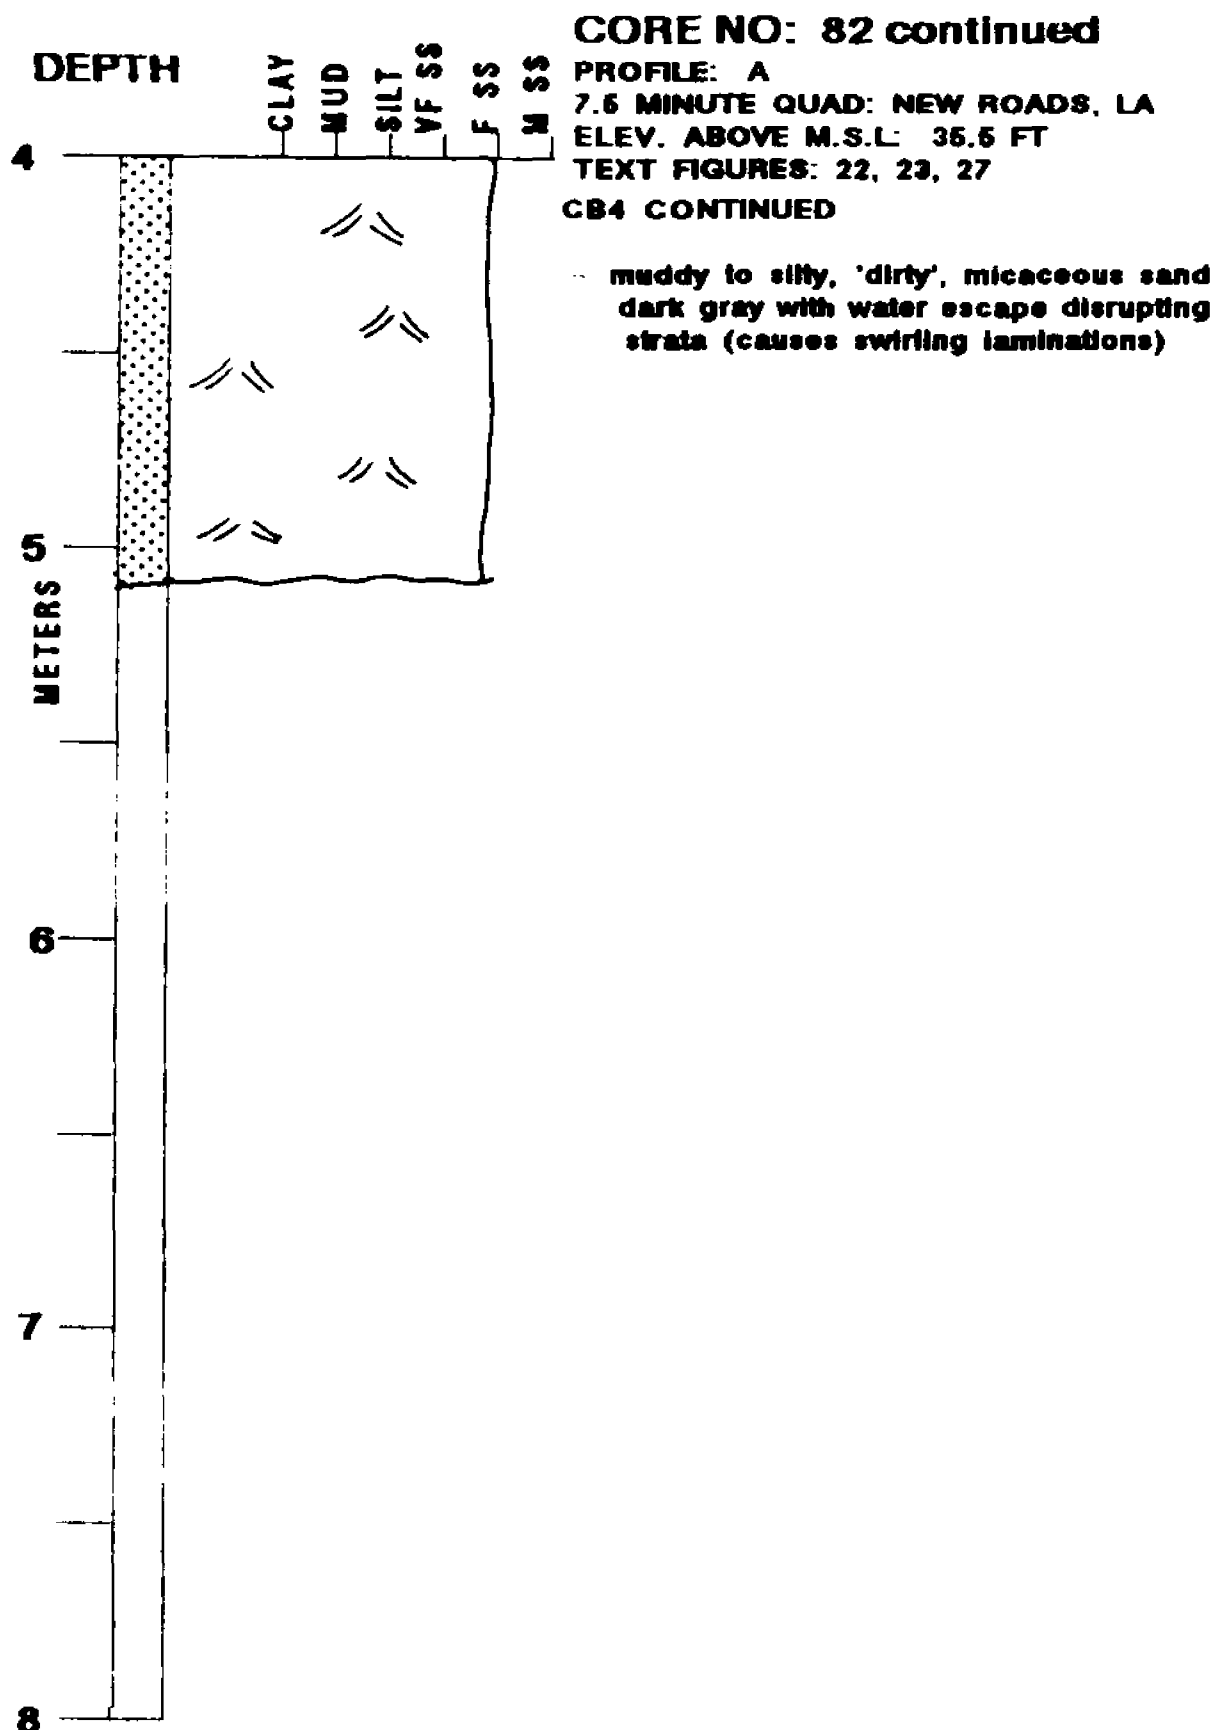 CORE NO: 82 continued
DEPTH
CLAY
MUD
SILT
VF SS
F SS
M SS
PROFILE: A
7.5 MINUTE QUAD: NEW ROADS, LA
ELEV. ABOVE M.S.L: 35.5 FT
TEXT FIGURES: 22, 23, 27
CB4 CONTINUED
muddy to silty, 'dirty', micaceous sand
dark gray with water escape disrupting
strata (causes swirling laminations)
4
5
METERS
6
7
8